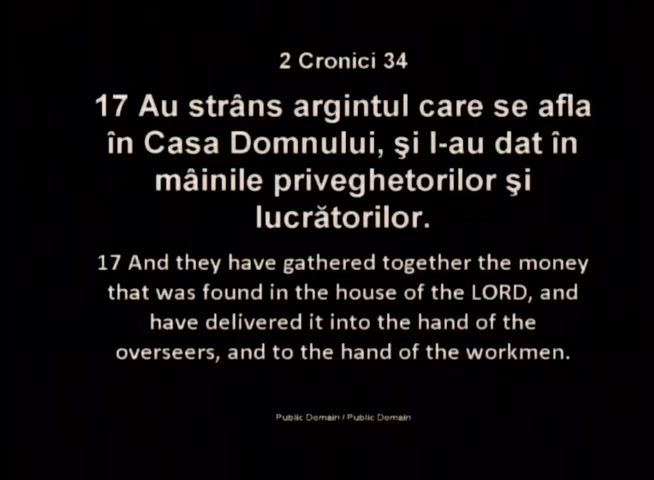 2 Cronici 34
17 Au strâns argintul care se afla
în Casa Domnului, şi l-au dat în
mâinile priveghetorilor şi
lucrătorilor.
17 And they have gathered together the money
that was found in the house of the LORD, and
have delivered it into the hand of the
overseers, and to the hand of the workmen.
Public Domain / Public Domain